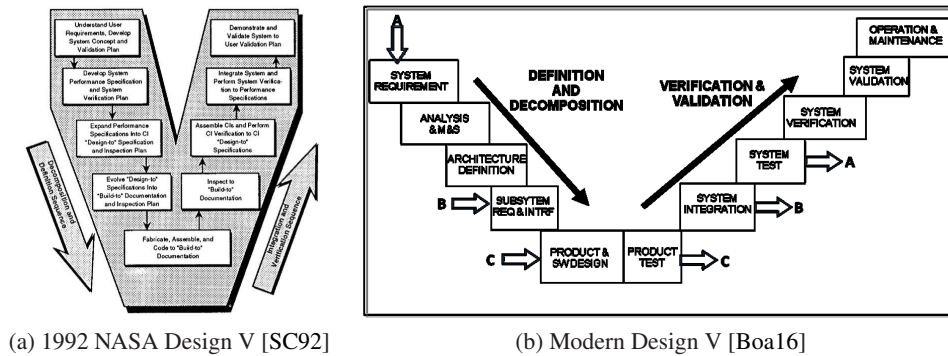 Understand User
Requirements, Develop
System Concept and
Validation Plan
Develop System
Performance Specification
and System
Verification Plan
Expand Performance
Specifications Into CI
"Design-to" Specification
and Inspection Plan
Evolve "Design-to"
Specifications Into
"Build-to" Documentation
and Inspection Plan
Fabricate, Assemble, and
Code to "Build-to"
Documentation
Inspect to
"Build-to"
Documentation
Assemble CIs and Perform
CI Verification to CI
"Design-to"
Specifications
Integrate System and
Perform System Verifica-
tion to Performance
Specifications
Demonstrate and
Validate System to
User Validation Plan
Decomposition and
Definition Sequence
Integration and
Verification Sequence
(a) 1992 NASA Design V [SC92]
A
SYSTEM
REQUIREMENT
ANALYSIS
& M&S
ARCHITECTURE
DEFINITION
B
SUBSYTEM
REQ & INTRF
C
PRODUCT &
SW DESIGN
PRODUCT
TEST
C
SYSTEM
INTEGRATION
B
SYSTEM
TEST
A
SYSTEM
VERIFICATION
SYSTEM
VALIDATION
OPERATION &
MAINTENANCE
DEFINITION
AND
DECOMPOSITION
VERIFICATION &
VALIDATION
(b) Modern Design V [Boa16]